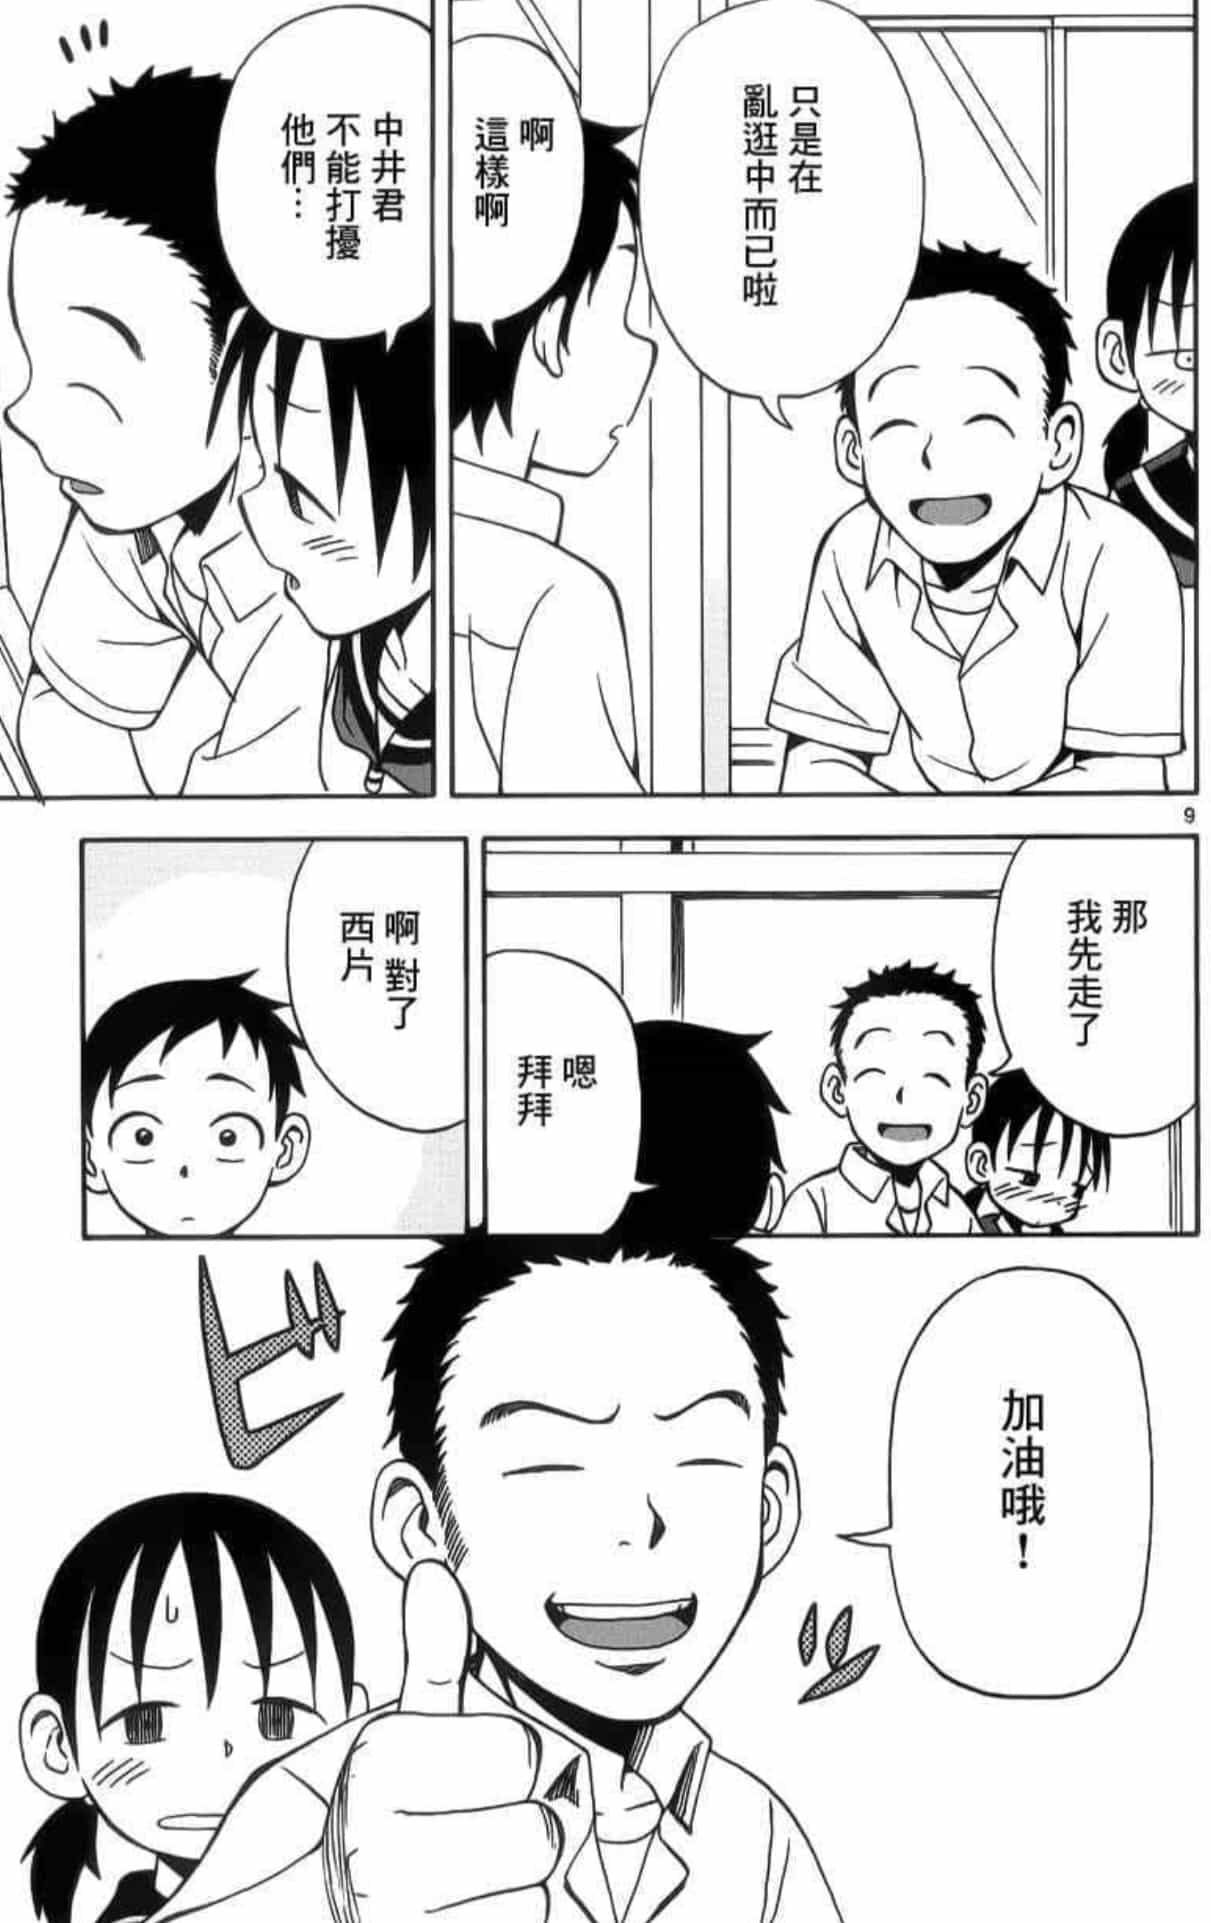 只是在
亂逛中而已啦
啊
這樣啊
中井君
不能打擾
他們…
9
那
我先走了
嗯
拜拜
啊 對了
西片
加油哦！
ビッ